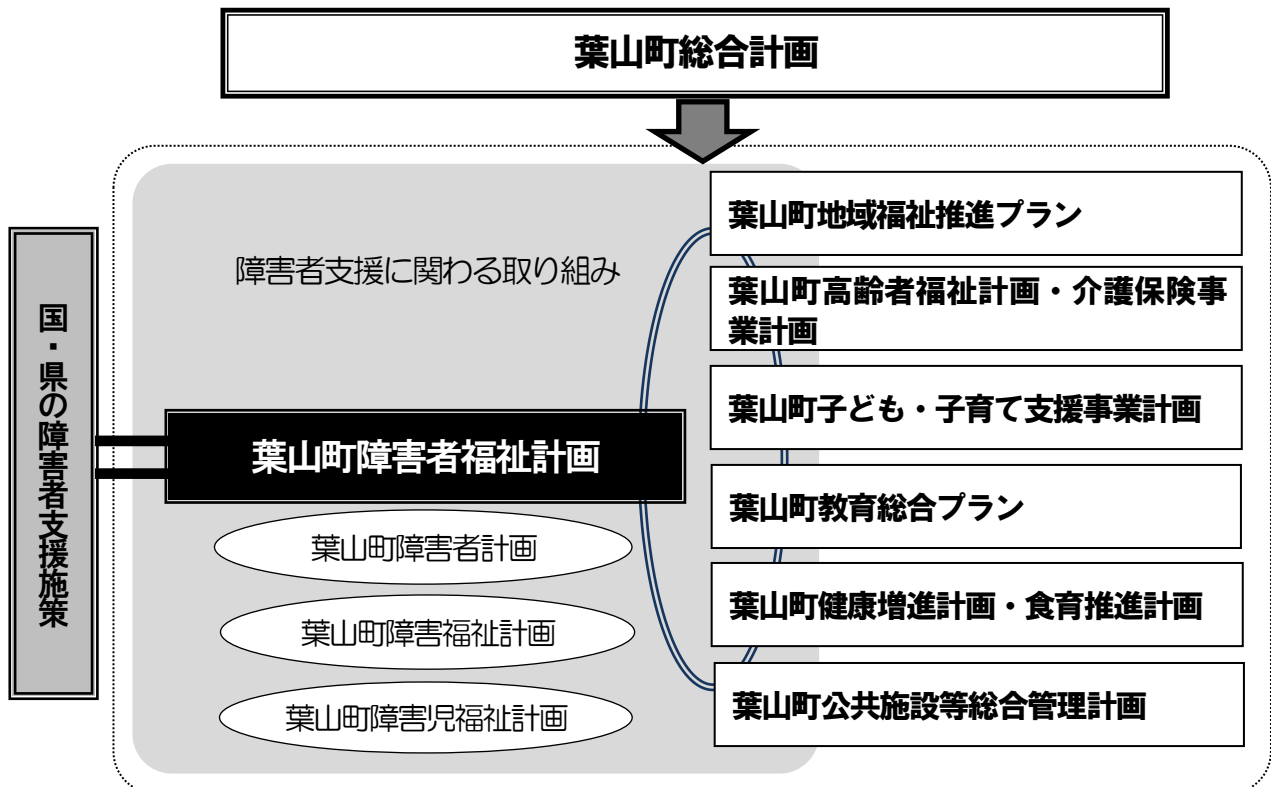 葉山町総合計画
国・県の障害者支援施策
障害者支援に関わる取り組み
葉山町障害者福祉計画
葉山町障害者計画
葉山町障害福祉計画
葉山町障害児福祉計画
葉山町地域福祉推進プラン
葉山町高齢者福祉計画・介護保険事
業計画
葉山町子ども・子育て支援事業計画
葉山町教育総合プラン
葉山町健康増進計画・食育推進計画
葉山町公共施設等総合管理計画